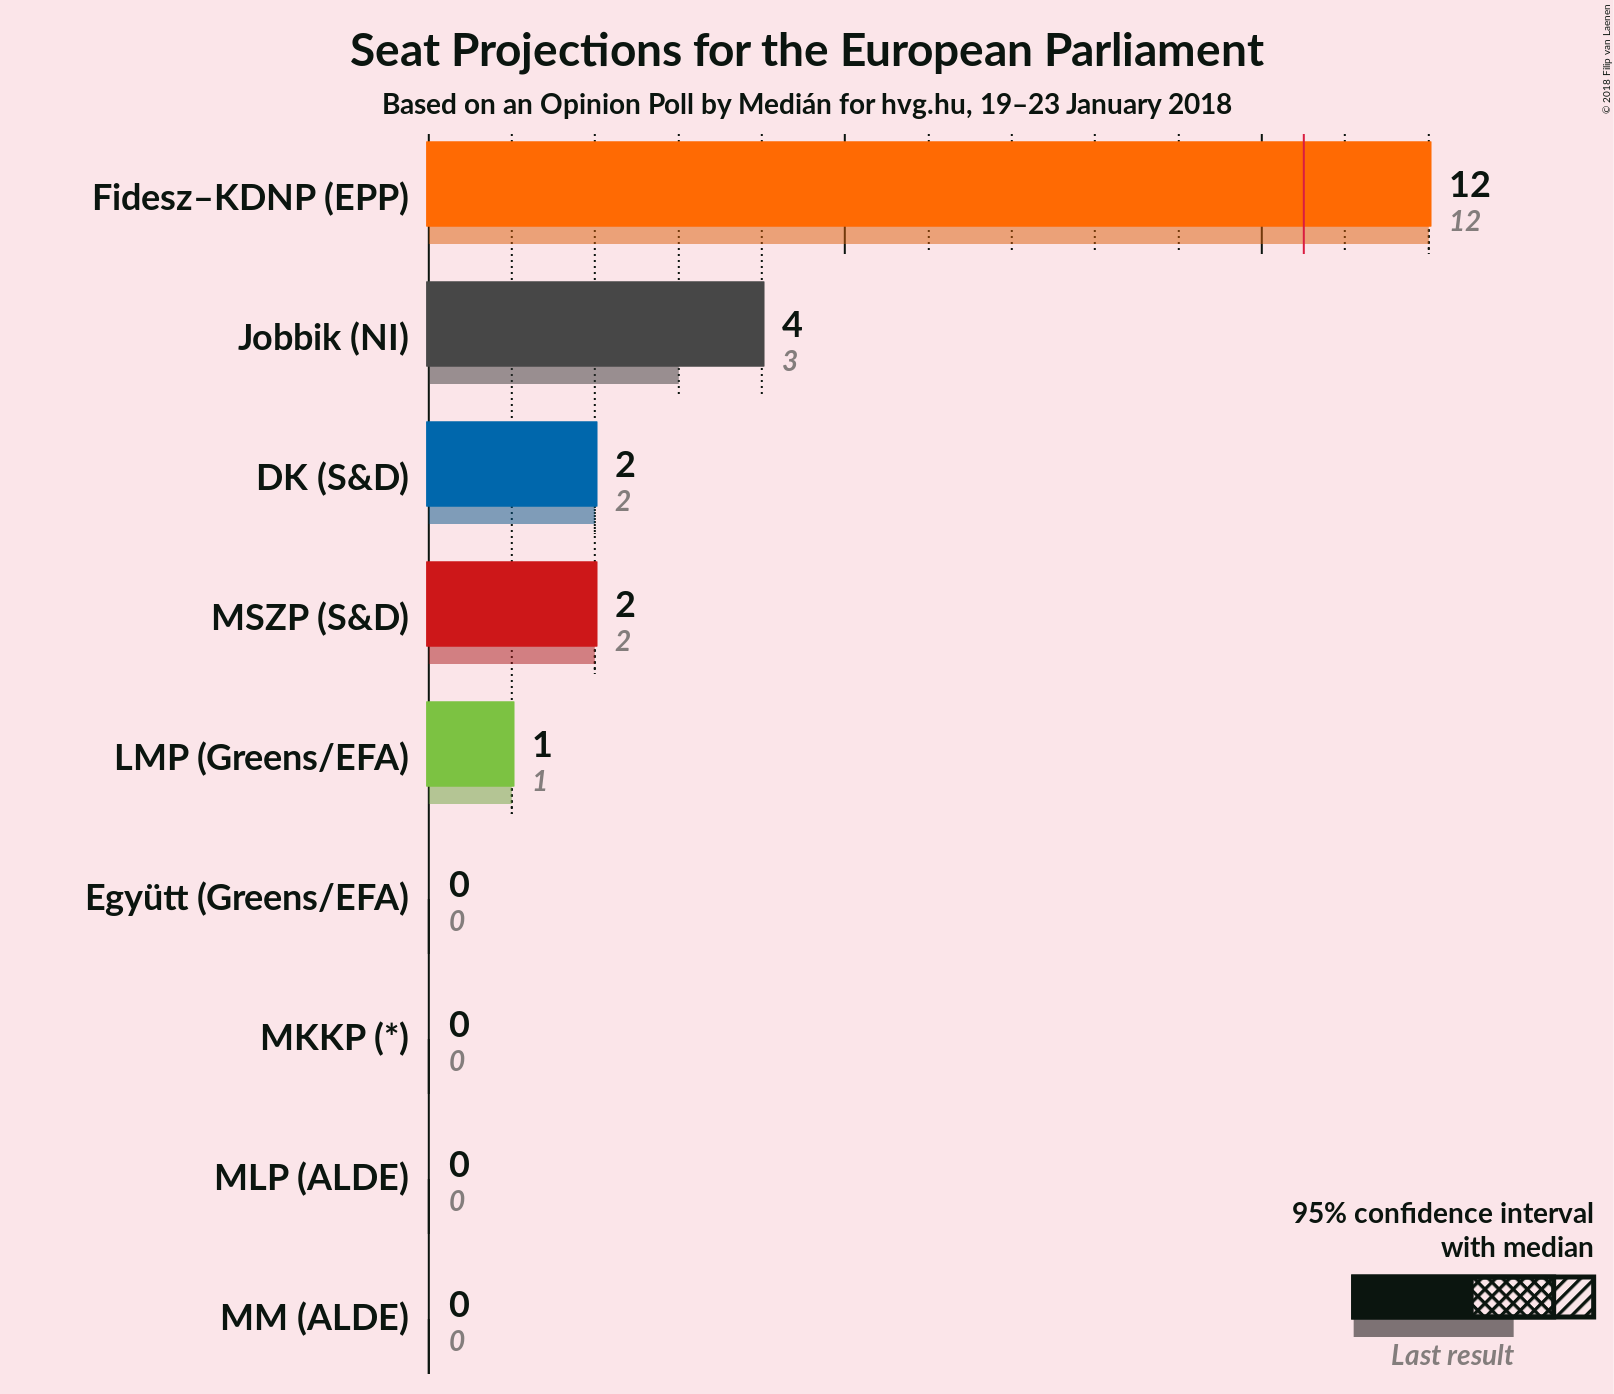 Seat Projections for the European Parliament
Based on an Opinion Poll by Medián for hvg.hu, 19–23 January 2018
© 2018 Filip van Laenen
Fidesz–KDNP (EPP)
12
12
Jobbik (NI)
4
3
DK (S&D)
2
2
MSZP (S&D)
2
2
LMP (Greens/EFA)
1
1
Együtt (Greens/EFA)
0
0
MKKP (*)
0
0
MLP (ALDE)
0
0
MM (ALDE)
0
0
95% confidence interval
with median
Last result